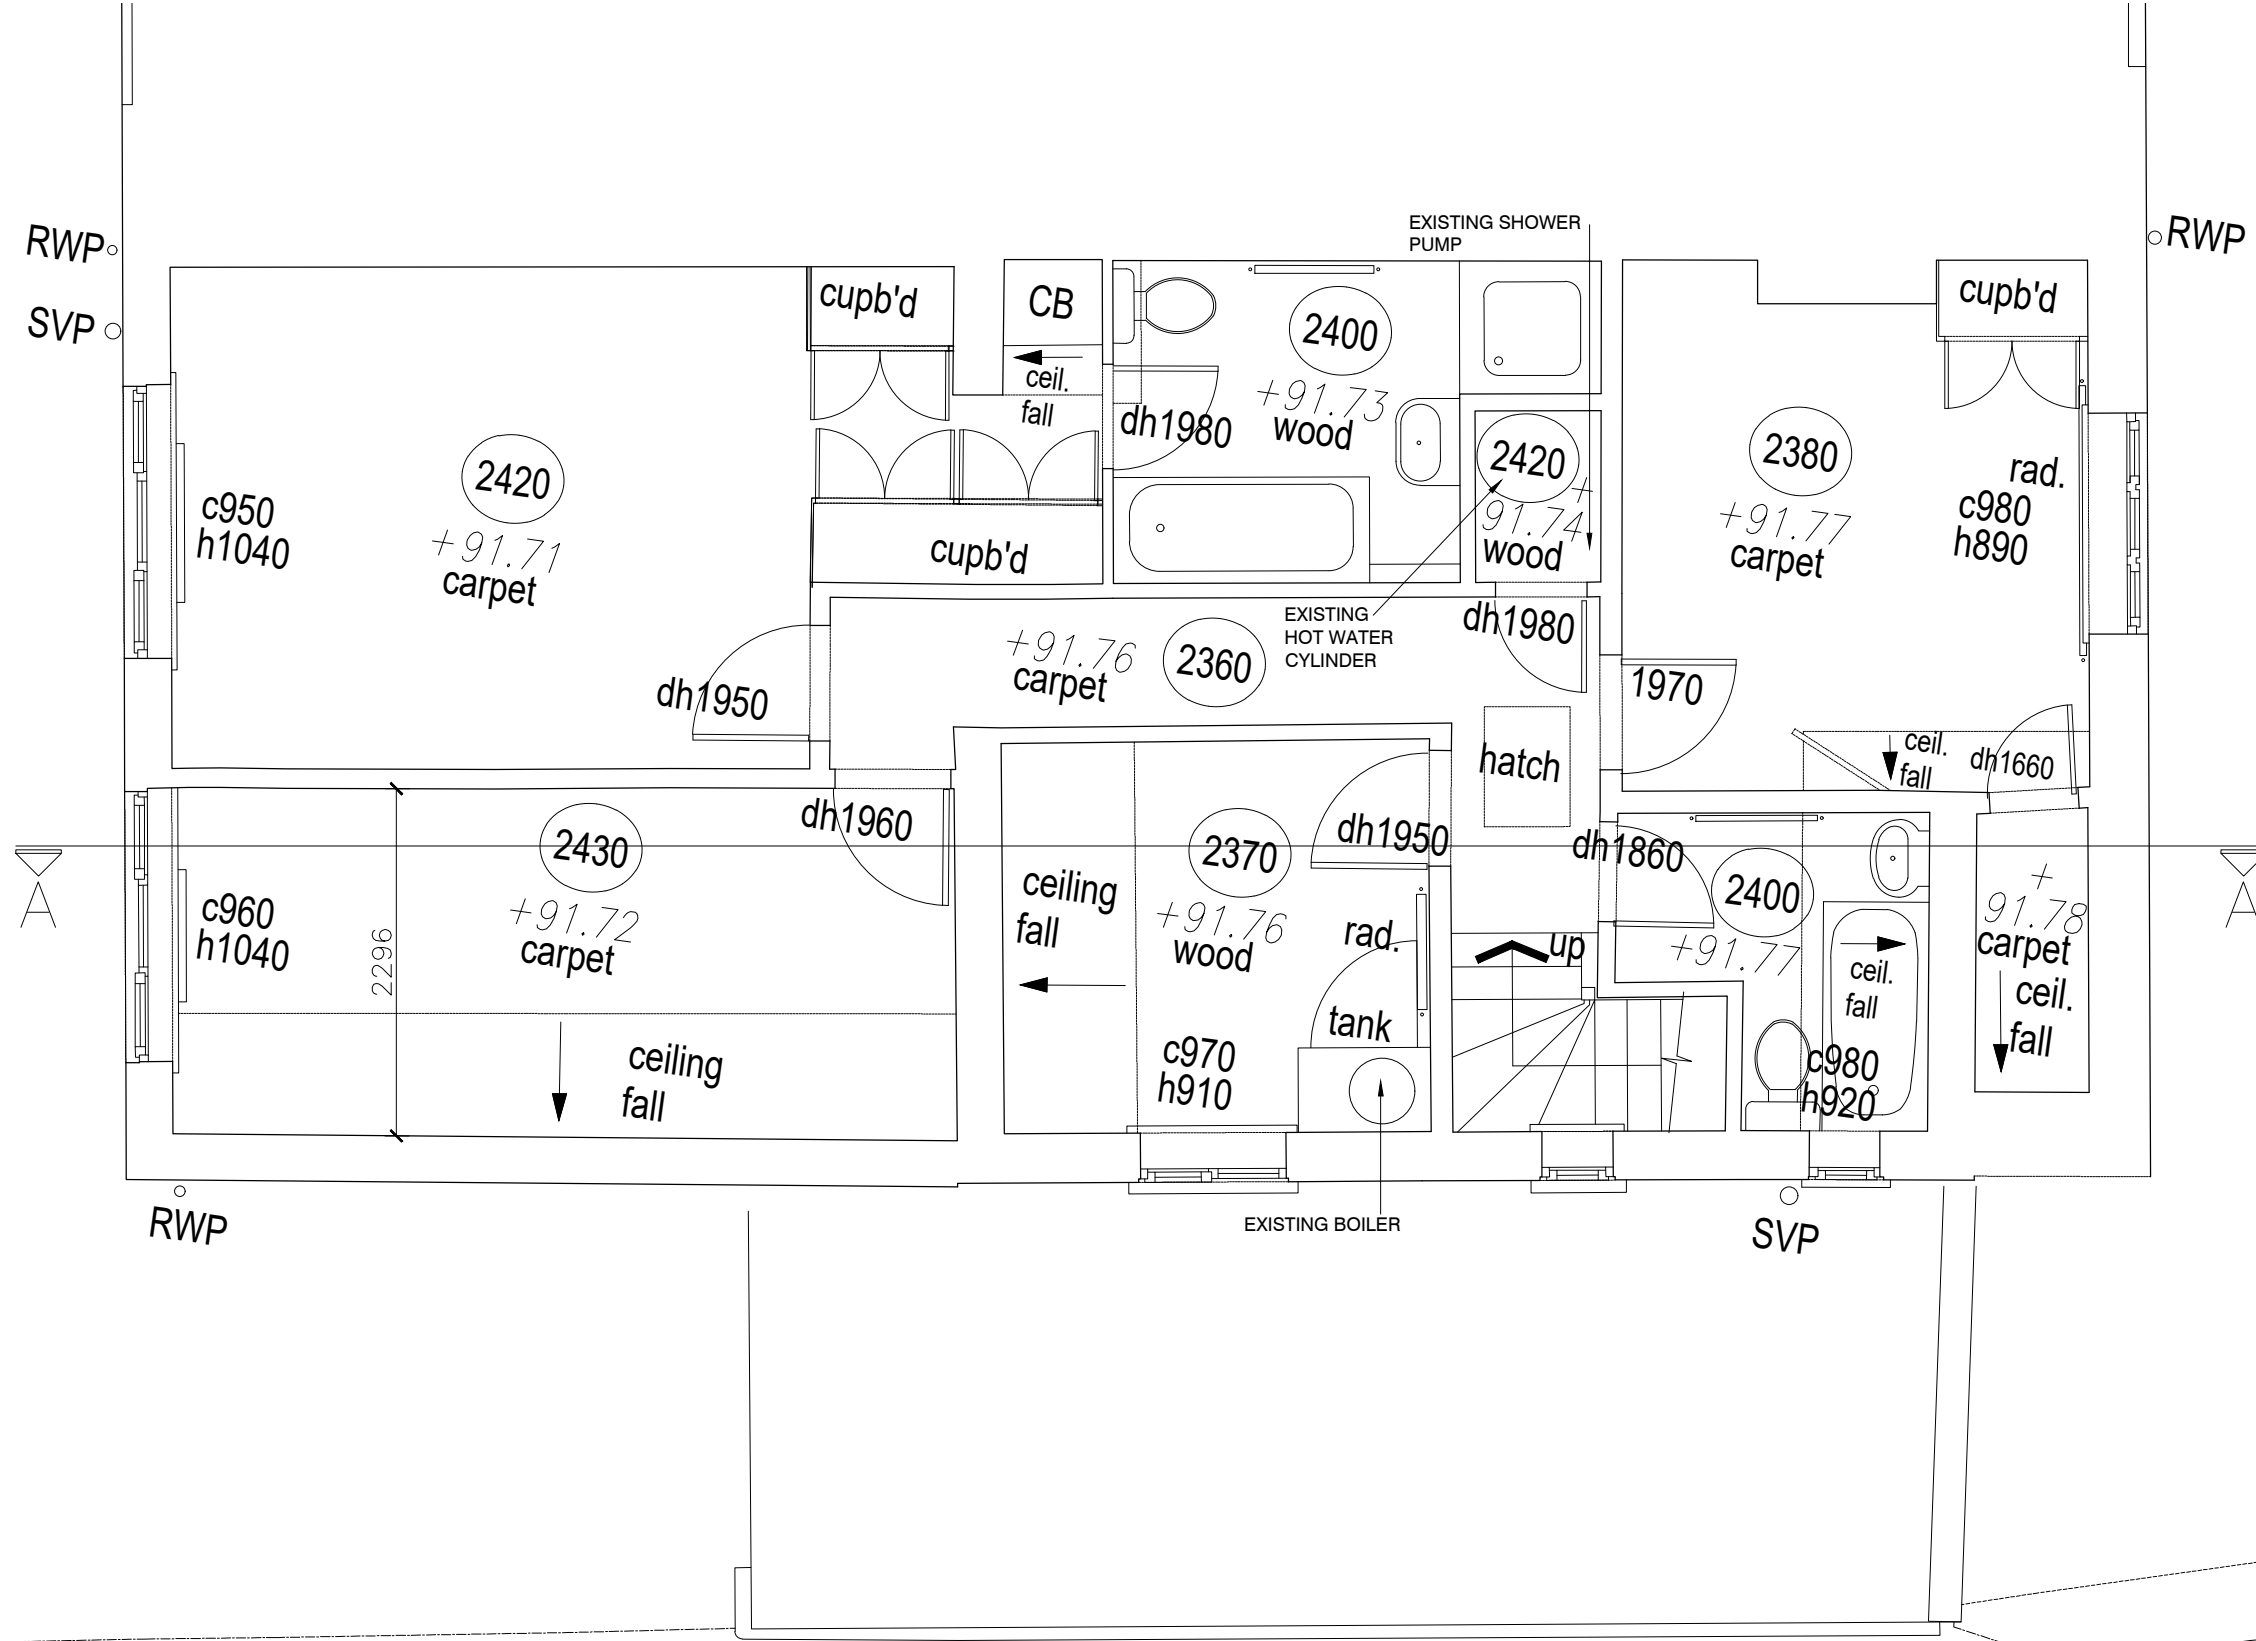 EXISTING SHOWER
PUMP
RWP
RWP
SVP
cupb'd
CB
2400
cupb'd
ceil.
fall
+91.73
wood
dh1980
2420
c950
h1040
+91.71
carpet
cupb'd
2420
+
91.74
wood
2380
+91.77
carpet
rad.
c980
h890
EXISTING
HOT WATER
CYLINDER
dh1980
+91.76
carpet
2360
dh1950
1970
hatch
ceil.
fall
dh1660
dh1960
2430
+91.72
carpet
c960
h1040
2296
ceiling
fall
2370
+91.76
wood
dh1950
ceiling
fall
rad.
tank
c970
h910
up
dh1860
2400
+91.77
ceil.
fall
c980
h920
+
91.78
carpet
ceil.
fall
A
A
RWP
EXISTING BOILER
SVP